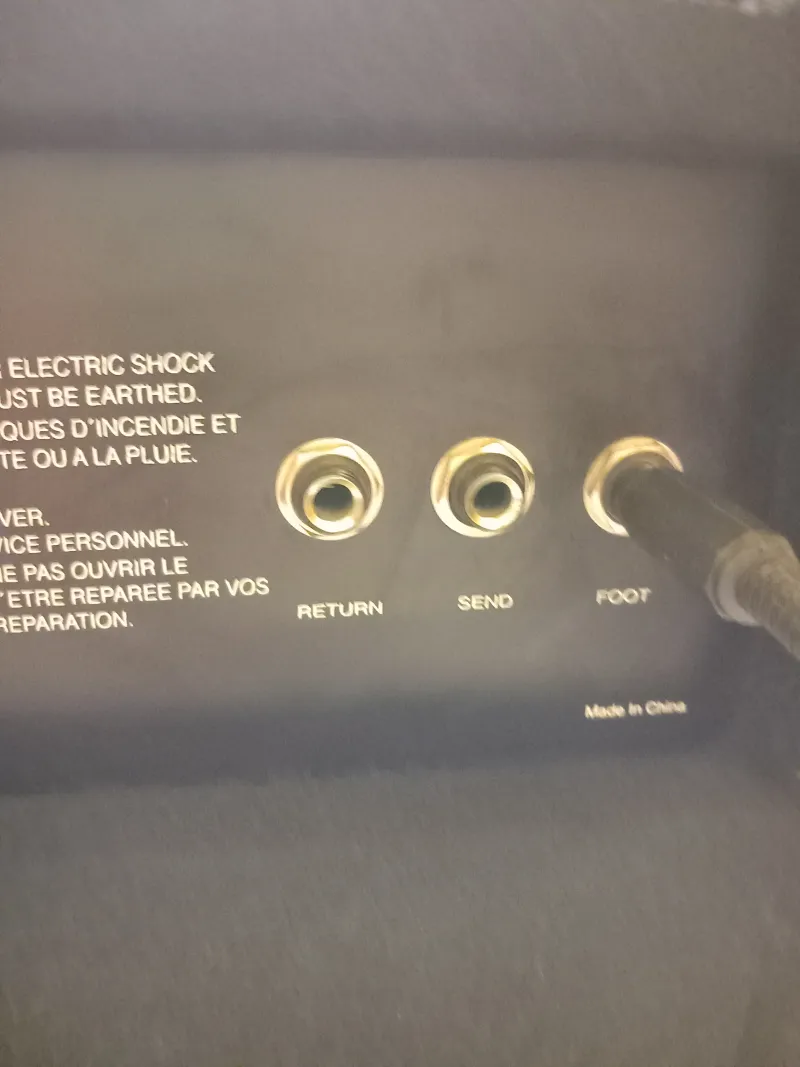 ELECTRIC SHOCK
UST BE EARTHED.
QUES D'INCENDIE ET
TE OU A LA PLUIE.
VER.
VICE PERSONNEL.
NE PAS OUVRIR LE
'ETRE REPAREE PAR VOS
REPARATION.
RETURN SEND FOOT
Made In China